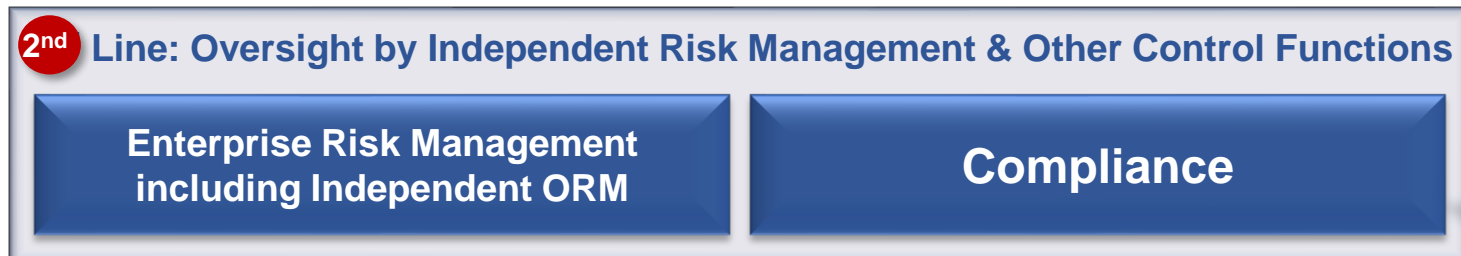 2nd Line: Oversight by Independent Risk Management & Other Control Functions
Enterprise Risk Management
including Independent ORM
Compliance